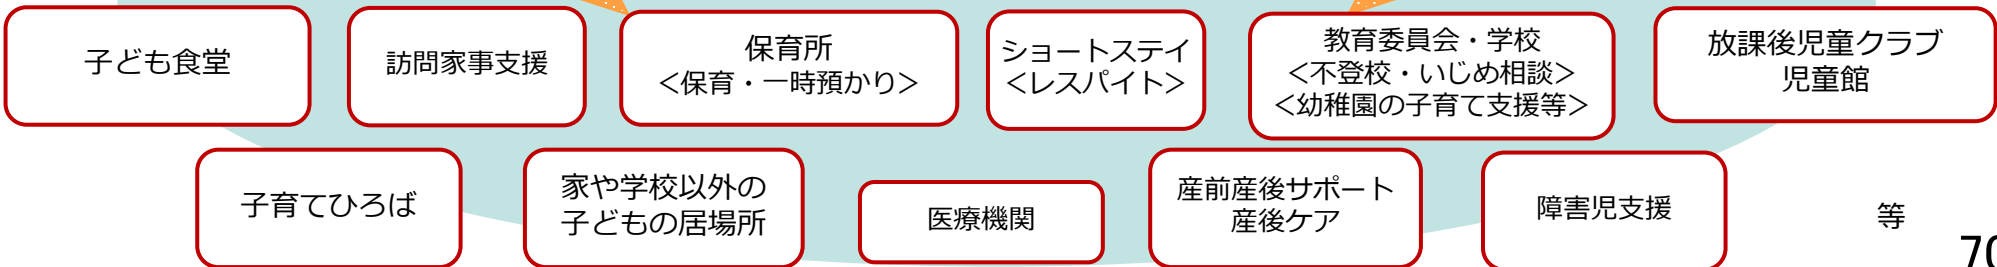 子ども食堂
訪問家事支援
保育所
<保育・一時預かり>
ショートステイ
<レスパイト>
教育委員会・学校
<不登校・いじめ相談>
<幼稚園の子育て支援等>
放課後児童クラブ
児童館
子育てひろば
家や学校以外の
子どもの居場所
医療機関
産前産後サポート
産後ケア
障害児支援
等
70